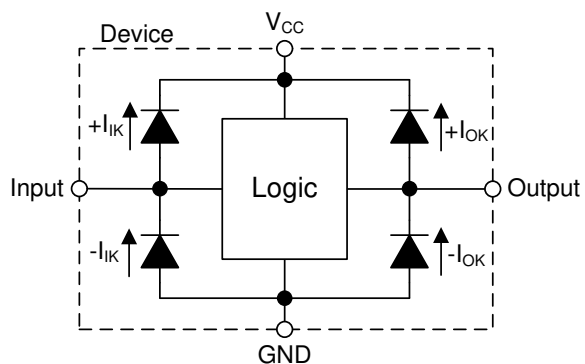 V_CC
Device
+I_IK
+I_OK
Input
Logic
Output
-I_IK
-I_OK
GND